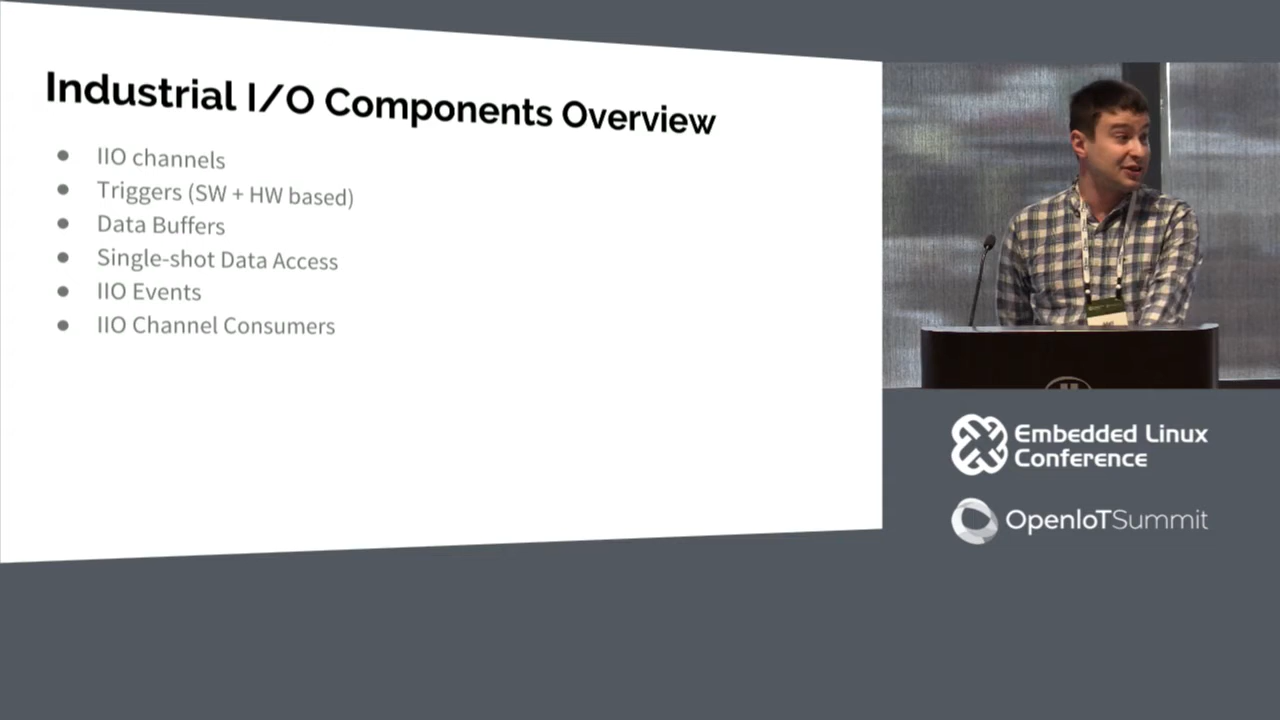 Industrial I/O Components Overview
● IIO channels
● Triggers (SW + HW based)
● Data Buffers
● Single-shot Data Access
● IIO Events
● IIO Channel Consumers
Embedded Linux
Conference
OpenIoTSummit